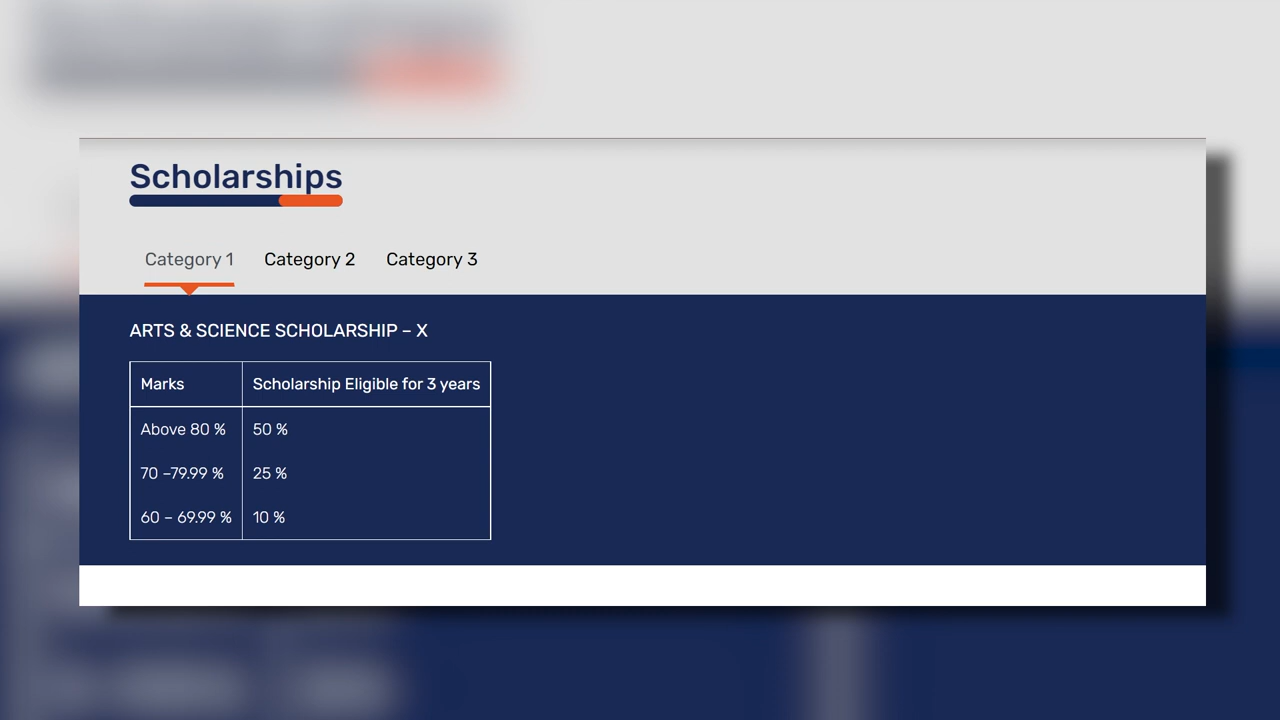 Scholarships
Category 1 Category 2 Category 3
ARTS & SCIENCE SCHOLARSHIP – X
Marks Scholarship Eligible for 3 years
Above 80 % 50 %
70 –79.99 % 25 %
60 – 69.99 % 10 %